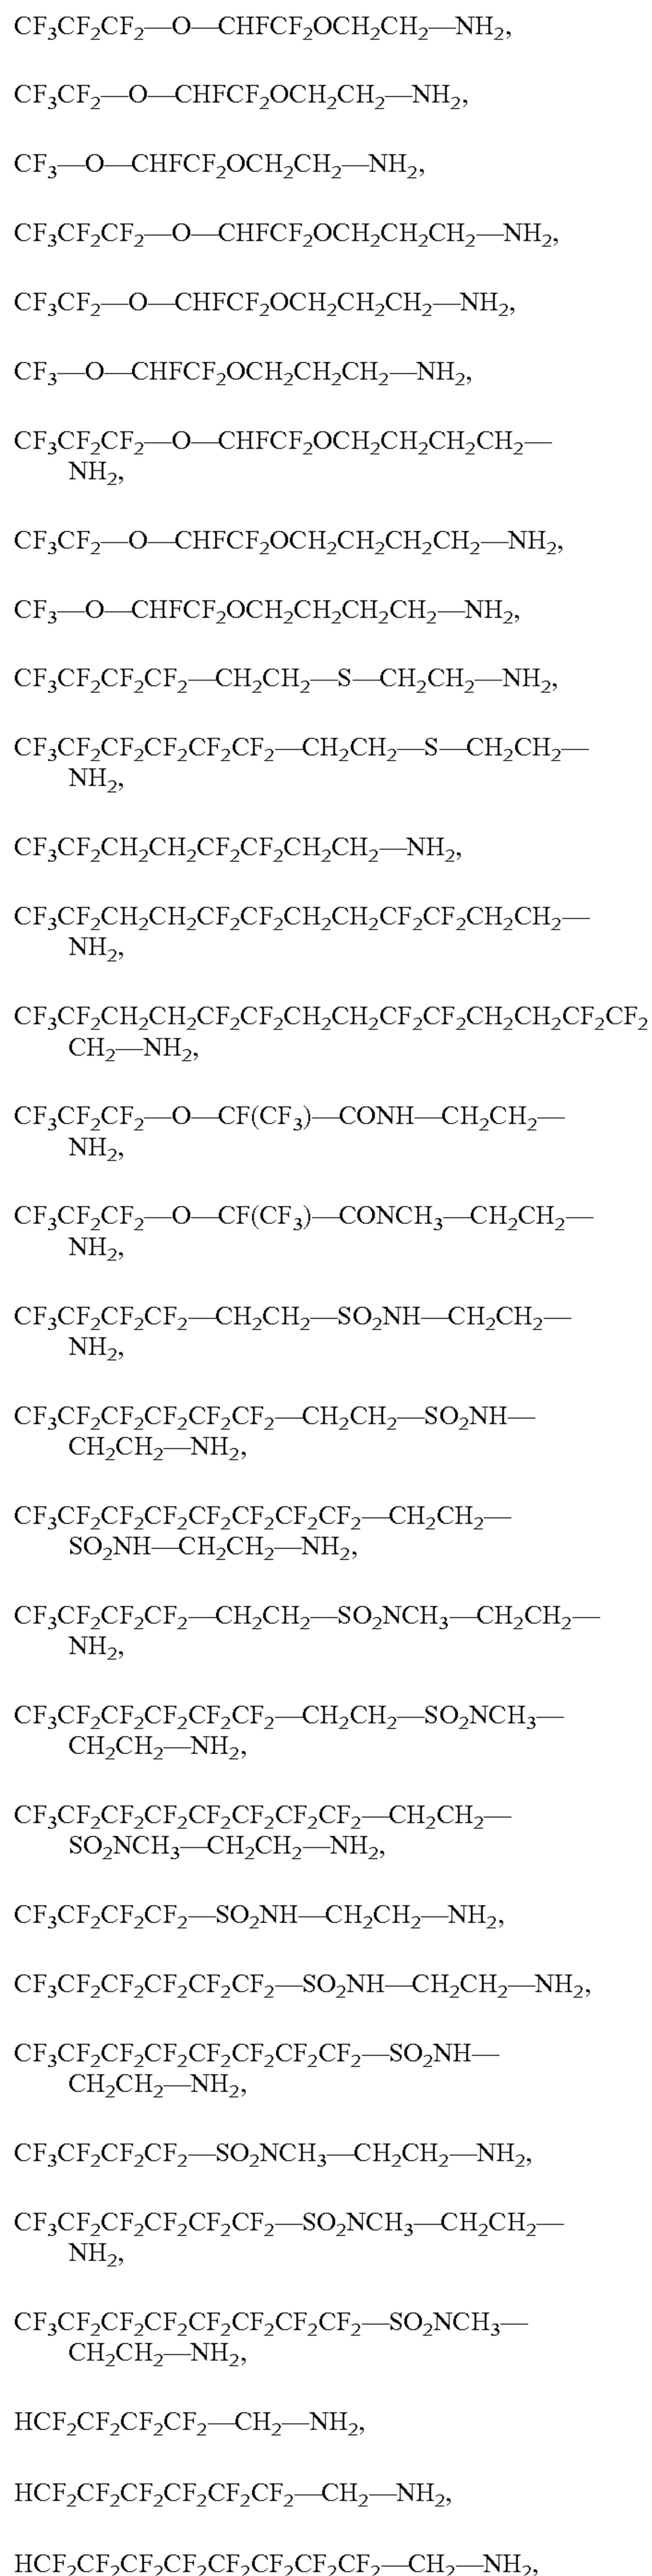 CF₃CF₂CF₂—O—CHFCF₂OCH₂CH₂—NH₂,
CF₃CF₂—O—CHFCF₂OCH₂CH₂—NH₂,
CF₃—O—CHFCF₂OCH₂CH₂—NH₂,
CF₃CF₂CF₂—O—CHFCF₂OCH₂CH₂CH₂—NH₂,
CF₃CF₂—O—CHFCF₂OCH₂CH₂CH₂—NH₂,
CF₃—O—CHFCF₂OCH₂CH₂CH₂—NH₂,
CF₃CF₂CF₂—O—CHFCF₂OCH₂CH₂CH₂CH₂—
NH₂,
CF₃CF₂—O—CHFCF₂OCH₂CH₂CH₂CH₂—NH₂,
CF₃—O—CHFCF₂OCH₂CH₂CH₂CH₂—NH₂,
CF₃CF₂CF₂CF₂—CH₂CH₂—S—CH₂CH₂—NH₂,
CF₃CF₂CF₂CF₂CF₂CF₂—CH₂CH₂—S—CH₂CH₂—
NH₂,
CF₃CF₂CH₂CH₂CF₂CF₂CH₂CH₂—NH₂,
CF₃CF₂CH₂CH₂CF₂CF₂CH₂CH₂CF₂CF₂CH₂CH₂—
NH₂,
CF₃CF₂CH₂CH₂CF₂CF₂CH₂CH₂CF₂CF₂CH₂CH₂CF₂CF₂
CH₂—NH₂,
CF₃CF₂CF₂—O—CF(CF₃)—CONH—CH₂CH₂—
NH₂,
CF₃CF₂CF₂—O—CF(CF₃)—CONCH₃—CH₂CH₂—
NH₂,
CF₃CF₂CF₂CF₂—CH₂CH₂—SO₂NH—CH₂CH₂—
NH₂,
CF₃CF₂CF₂CF₂CF₂CF₂—CH₂CH₂—SO₂NH—
CH₂CH₂—NH₂,
CF₃CF₂CF₂CF₂CF₂CF₂CF₂CF₂—CH₂CH₂—
SO₂NH—CH₂CH₂—NH₂,
CF₃CF₂CF₂CF₂—CH₂CH₂—SO₂NCH₃—CH₂CH₂—
NH₂,
CF₃CF₂CF₂CF₂CF₂CF₂—CH₂CH₂—SO₂NCH₃—
CH₂CH₂—NH₂,
CF₃CF₂CF₂CF₂CF₂CF₂CF₂CF₂—CH₂CH₂—
SO₂NCH₃—CH₂CH₂—NH₂,
CF₃CF₂CF₂CF₂—SO₂NH—CH₂CH₂—NH₂,
CF₃CF₂CF₂CF₂CF₂CF₂—SO₂NH—CH₂CH₂—NH₂,
CF₃CF₂CF₂CF₂CF₂CF₂CF₂CF₂—SO₂NH—
CH₂CH₂—NH₂,
CF₃CF₂CF₂CF₂—SO₂NCH₃—CH₂CH₂—NH₂,
CF₃CF₂CF₂CF₂CF₂CF₂—SO₂NCH₃—CH₂CH₂—
NH₂,
CF₃CF₂CF₂CF₂CF₂CF₂CF₂CF₂—SO₂NCH₃—
CH₂CH₂—NH₂,
HCF₂CF₂CF₂CF₂—CH₂—NH₂,
HCF₂CF₂CF₂CF₂CF₂CF₂—CH₂—NH₂,
HCF₂CF₂CF₂CF₂CF₂CF₂CF₂CF₂—CH₂—NH₂,